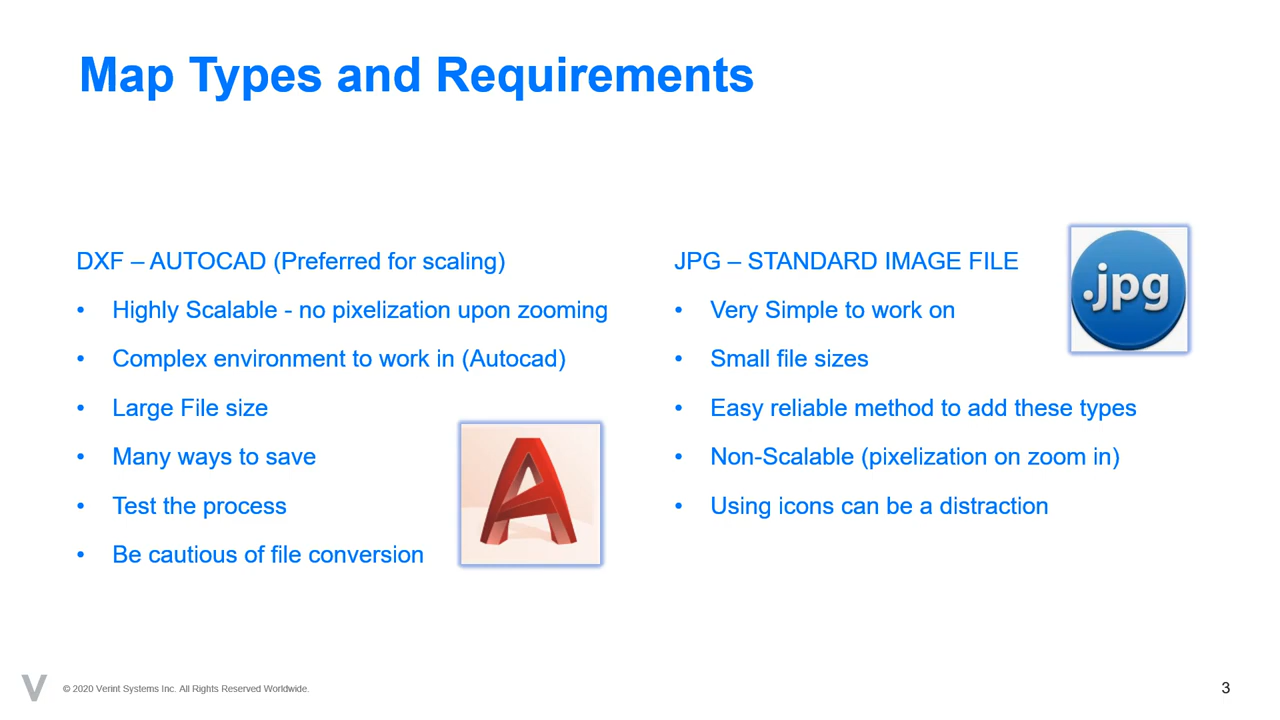 Map Types and Requirements
DXF – AUTOCAD (Preferred for scaling)
• Highly Scalable - no pixelization upon zooming
• Complex environment to work in (Autocad)
• Large File size
• Many ways to save
• Test the process
• Be cautious of file conversion
JPG – STANDARD IMAGE FILE
• Very Simple to work on
• Small file sizes
• Easy reliable method to add these types
• Non-Scalable (pixelization on zoom in)
• Using icons can be a distraction
.jpg
© 2020 Verint Systems Inc. All Rights Reserved Worldwide.
3